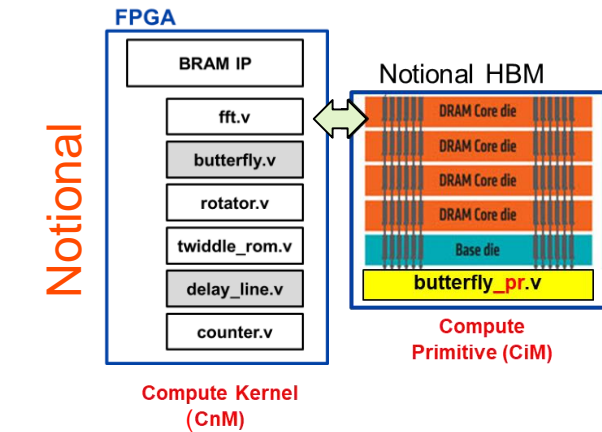 Notional
FPGA
BRAM IP
fft.v
butterfly.v
rotator.v
twiddle_rom.v
delay_line.v
counter.v
Compute Kernel
(CnM)
Notional HBM
DRAM Core die
DRAM Core die
DRAM Core die
DRAM Core die
Base die
butterfly_pr.v
Compute
Primitive (CiM)